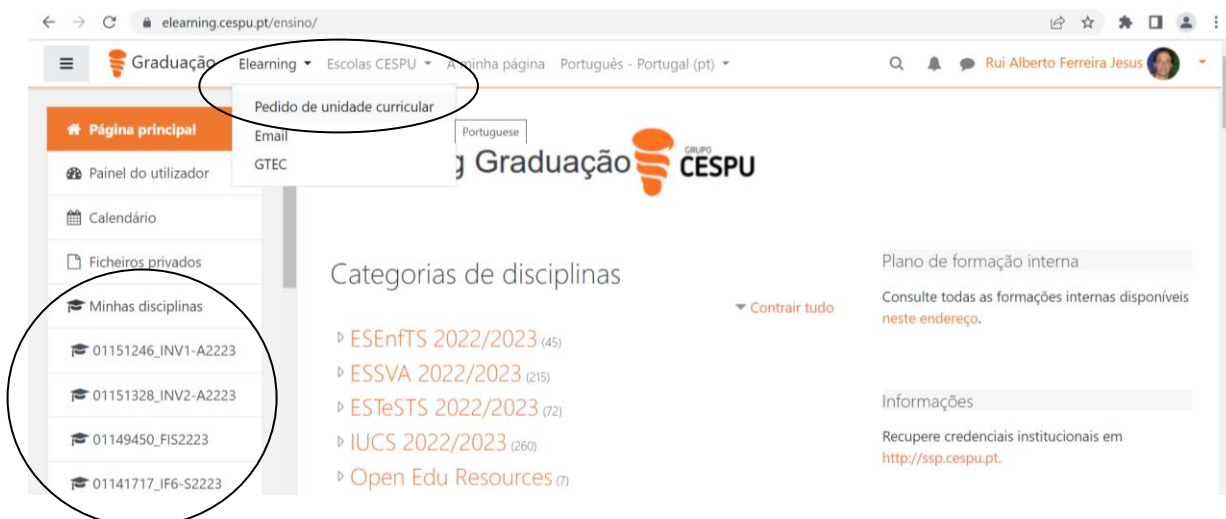 elearning.cespu.pt/ensino/
Graduação Elearning Escolas CESPU A minha página Português - Portugal (pt) Rui Alberto Ferreira Jesus
Pedido de unidade curricular
Email
GTEC
Portuguese
Graduação GRUPO CESPU
Página principal
Painel do utilizador
Calendário
Ficheiros privados
Minhas disciplinas
01151246_INV1-A2223
01151328_INV2-A2223
01149450_FIS2223
01141717_IF6-S2223
Categorias de disciplinas
Contrair tudo
ESEnfTS 2022/2023 (45)
ESSVA 2022/2023 (215)
ESTeSTS 2022/2023 (72)
IUCS 2022/2023 (260)
Open Edu Resources (7)
Plano de formação interna
Consulte todas as formações internas disponíveis
neste endereço.
Informações
Recupere credenciais institucionais em
http://ssp.cespu.pt.